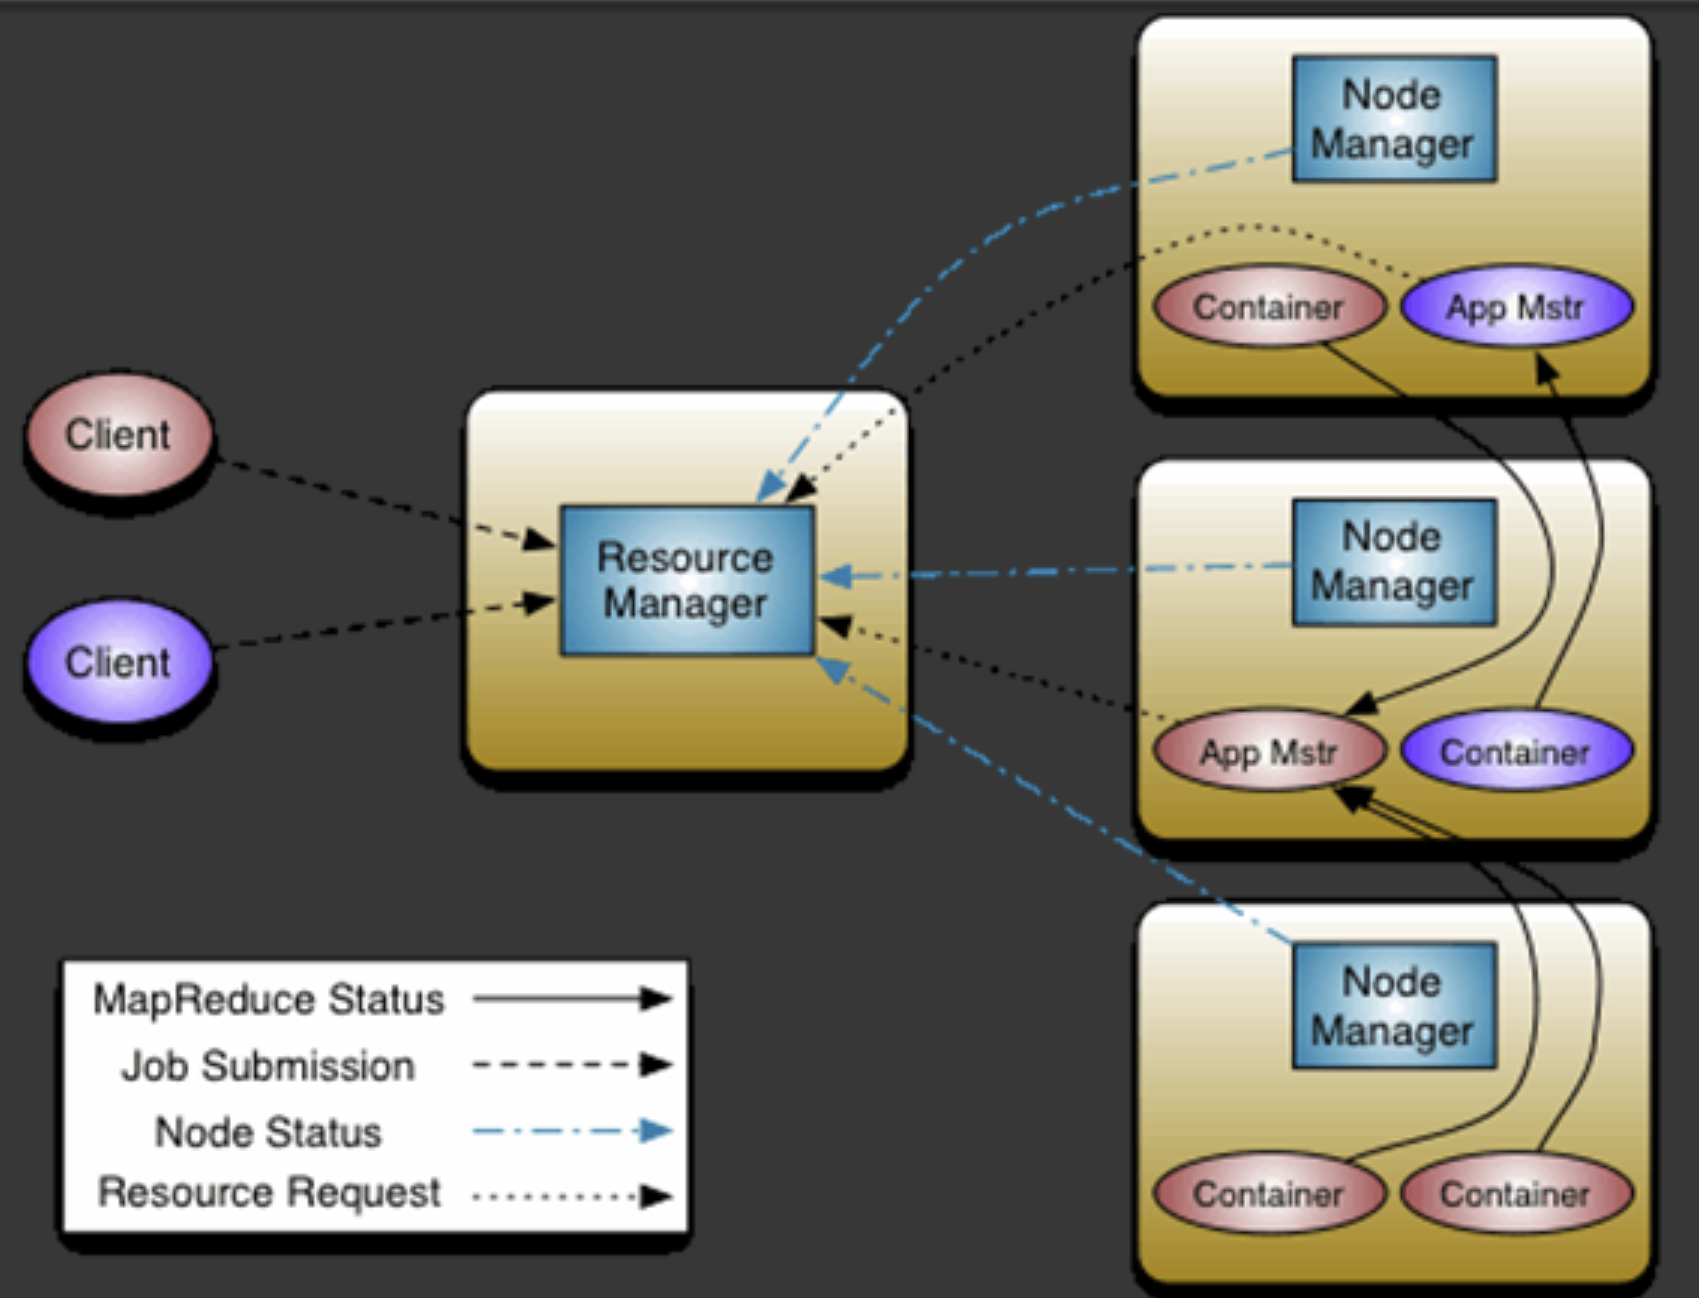 Node
Manager
Container
App Mstr
Client
Client
Resource
Manager
Node
Manager
App Mstr
Container
Node
Manager
Container
Container
MapReduce Status
Job Submission
Node Status
Resource Request